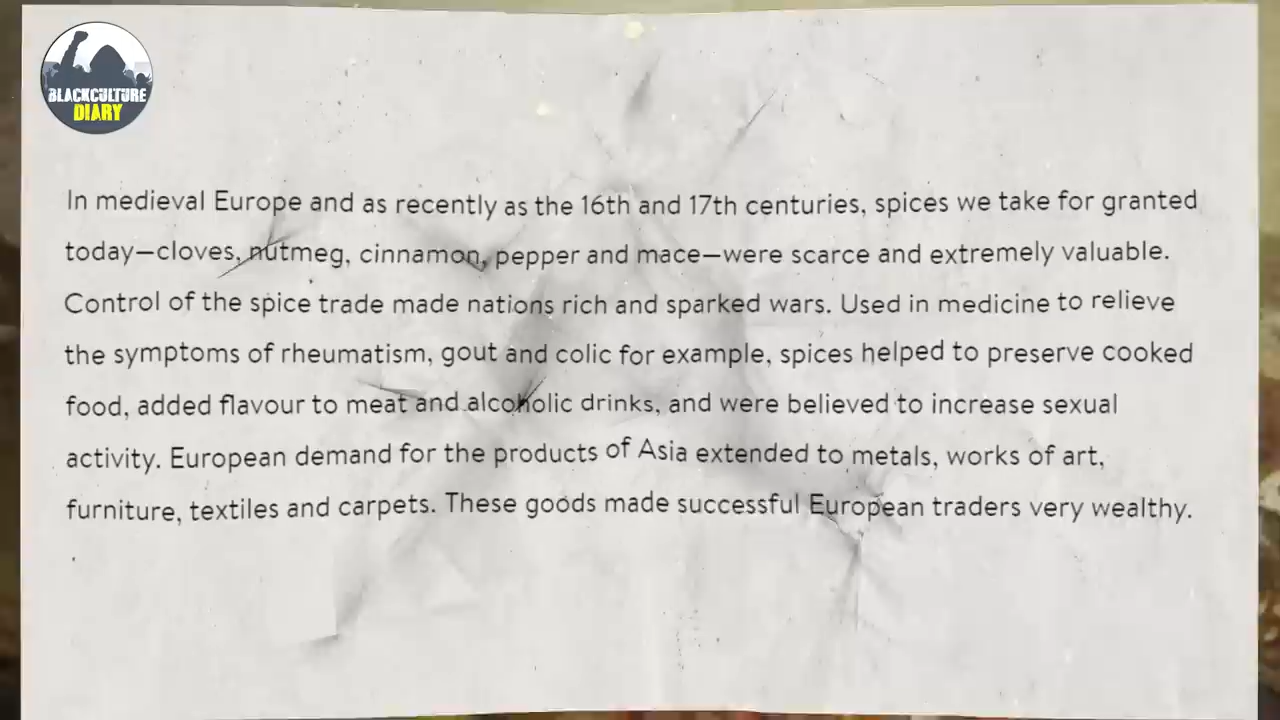 BLACKCULTURE
DIARY
In medieval Europe and as recently as the 16th and 17th centuries, spices we take for granted
today—cloves, nutmeg, cinnamon, pepper and mace—were scarce and extremely valuable.
Control of the spice trade made nations rich and sparked wars. Used in medicine to relieve
the symptoms of rheumatism, gout and colic for example, spices helped to preserve cooked
food, added flavour to meat and alcoholic drinks, and were believed to increase sexual
activity. European demand for the products of Asia extended to metals, works of art,
furniture, textiles and carpets. These goods made successful European traders very wealthy.